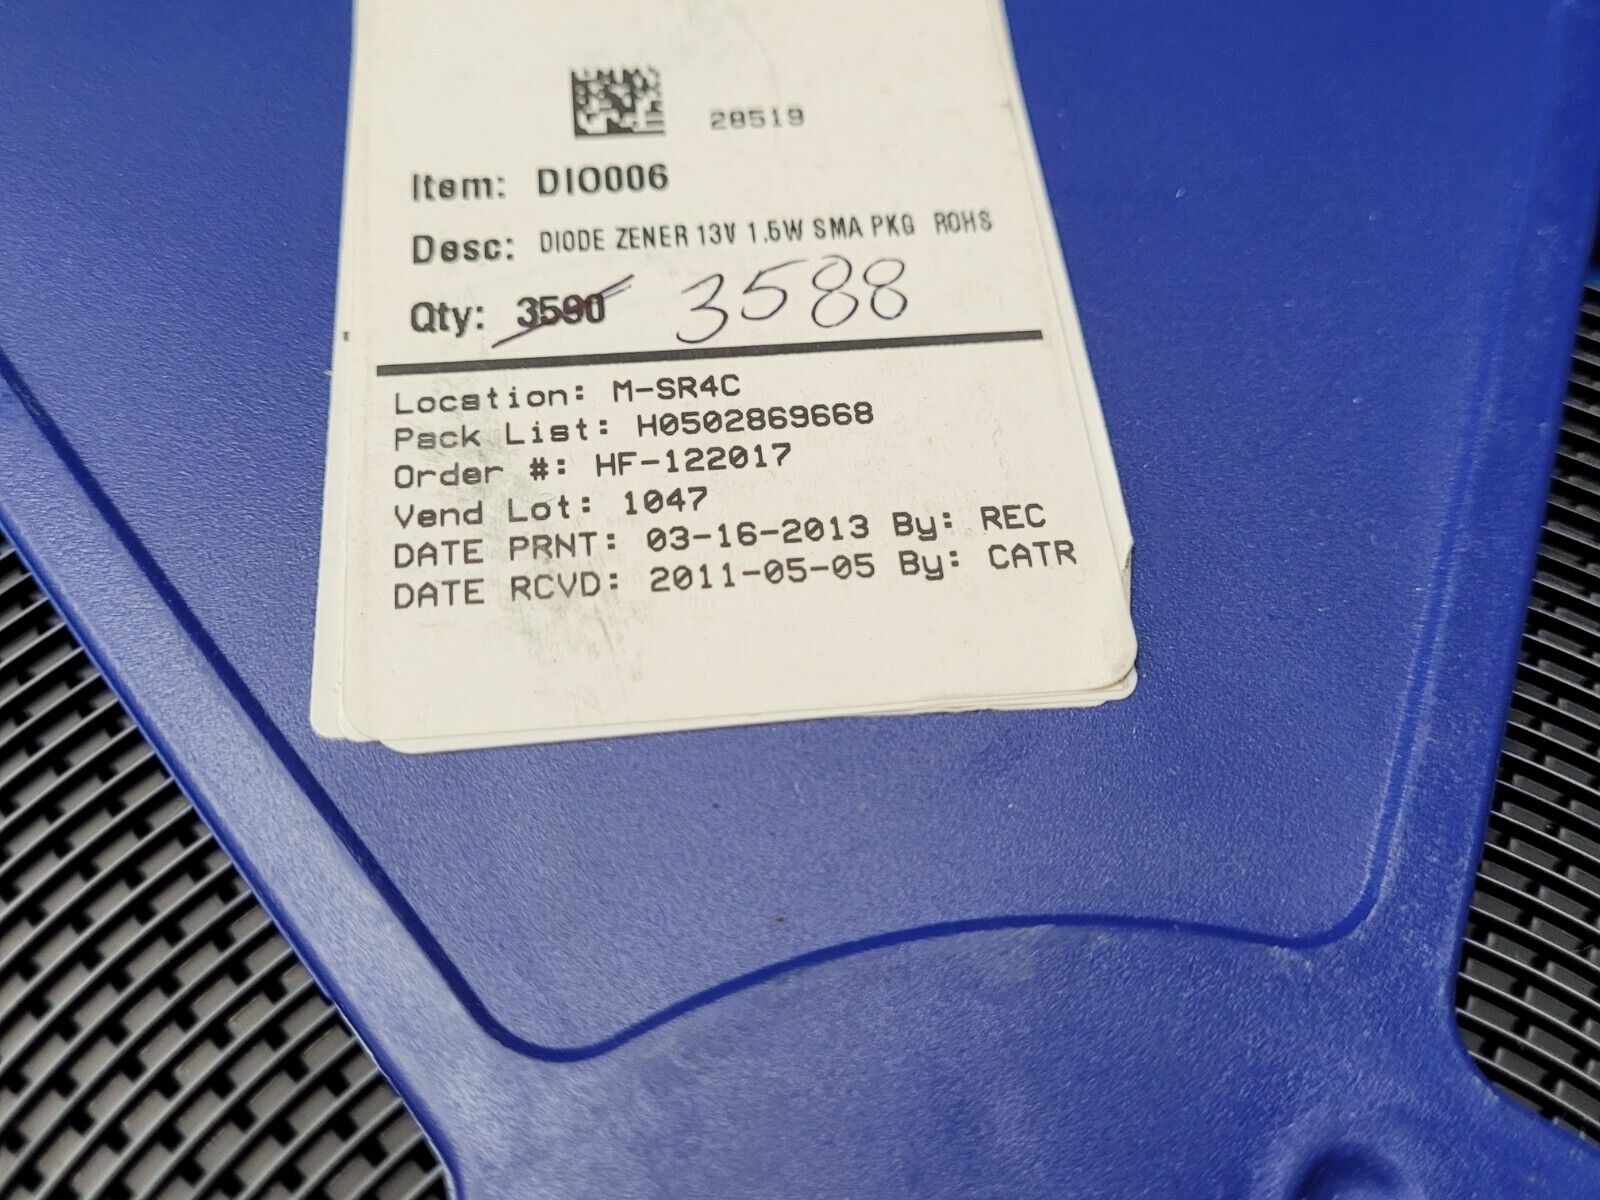 28519
Item: DIO006
Desc: DIODE ZENER 13V 1.5W SMA PKG ROHS
Qty: 3590 3588
Location: M-SR4C
Pack List: H0502869668
Order #: HF-122017
Vend Lot: 1047
DATE PRNT: 03-16-2013 By: REC
DATE RCVD: 2011-05-05 By: CATR